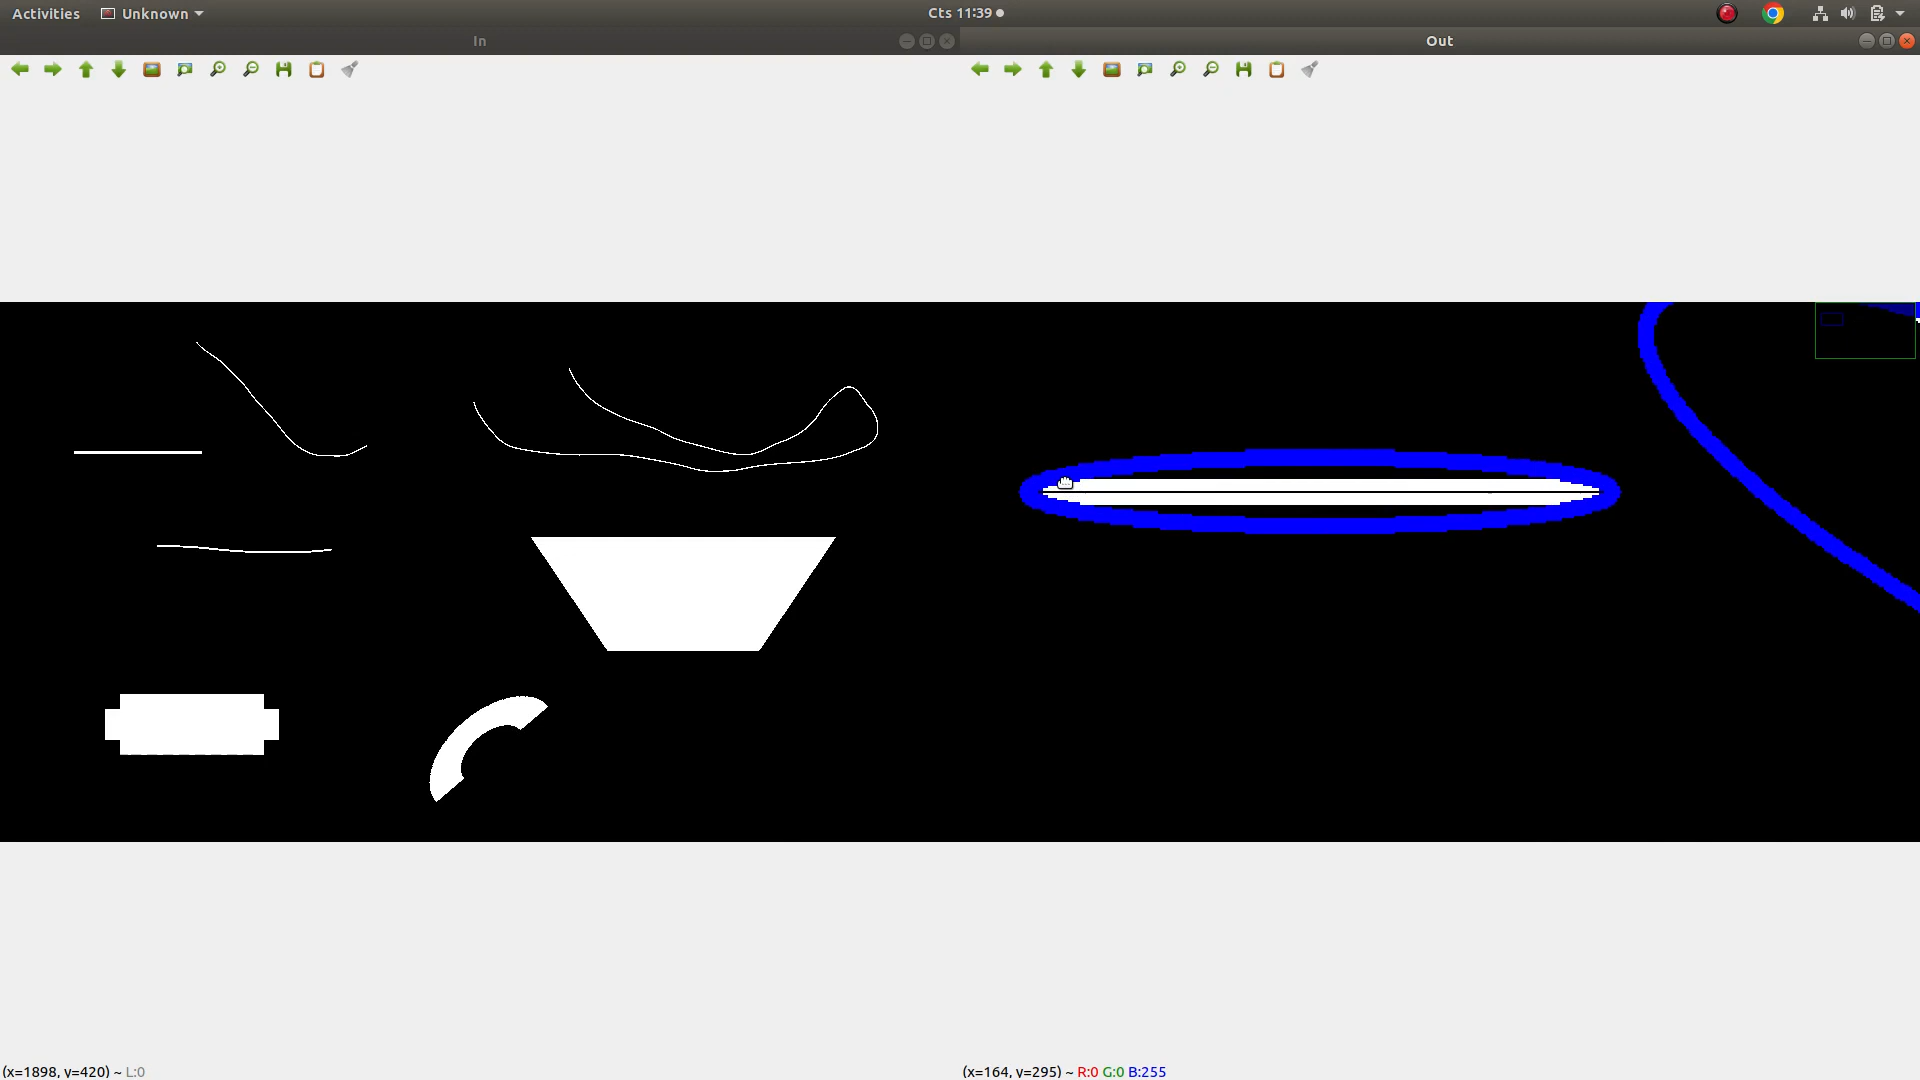 Activities Unknown Cts 11:39
In Out
(x=1898, y=420) ~ L:0 (x=164, y=295) ~ R:0 G:0 B:255